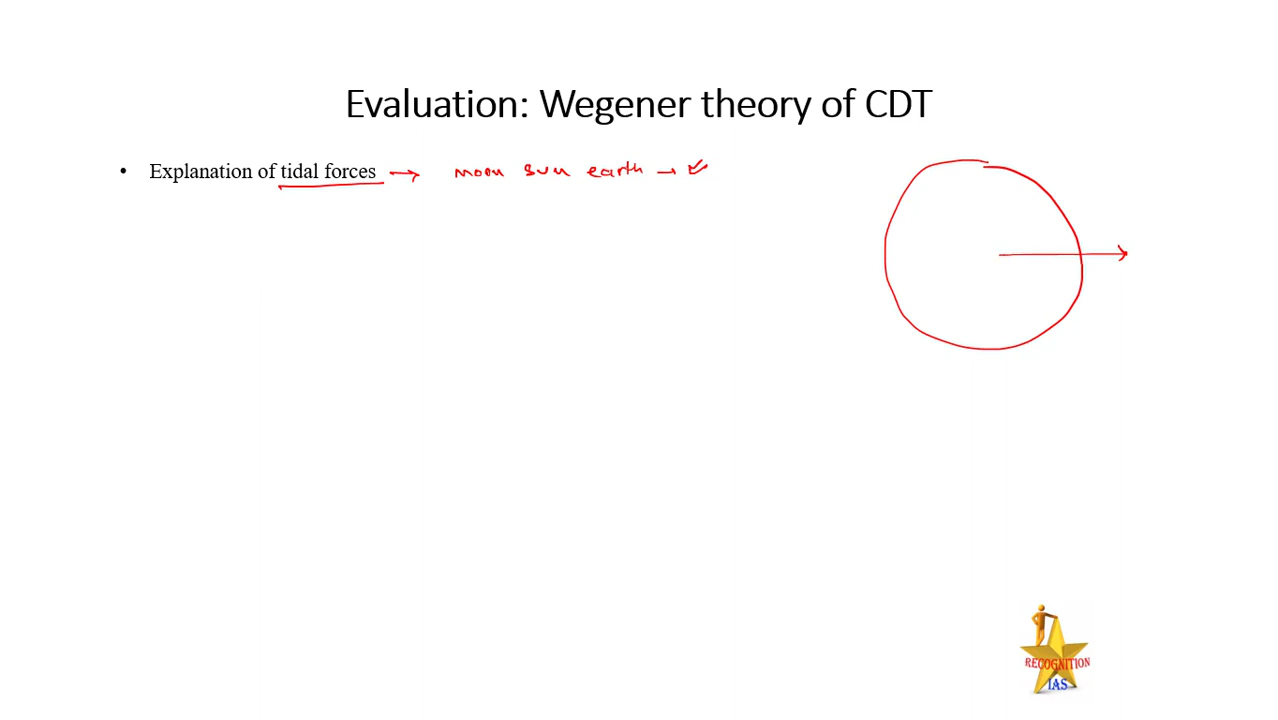 Evaluation: Wegener theory of CDT
• Explanation of tidal forces → moon sun earth →
RECOGNITION
IAS